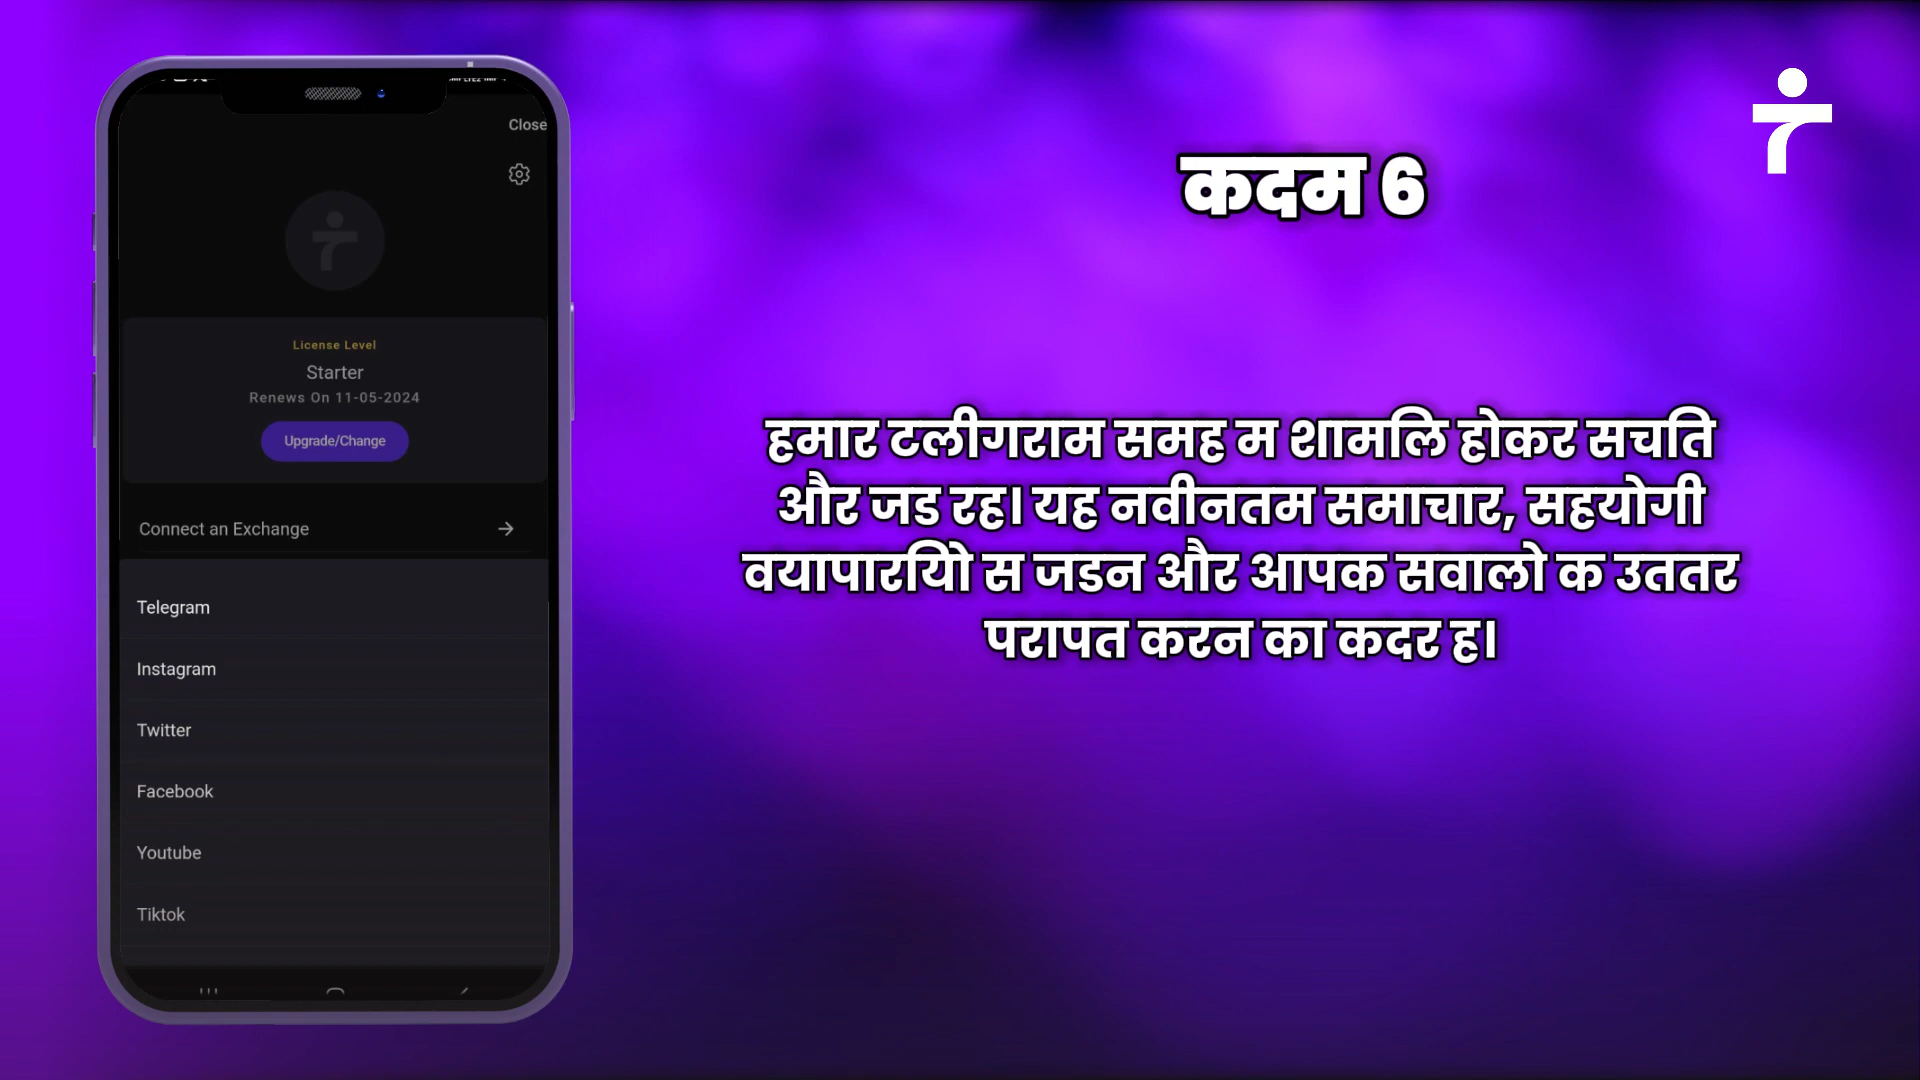 Close
License Level
Starter
Renews On 11-05-2024
Upgrade/Change
Connect an Exchange
Telegram
Instagram
Twitter
Facebook
Youtube
Tiktok
कदम 6
हमार टलीगराम समह म शामलि होकर सचति
और जड रह। यह नवीनतम समाचार, सहयोगी
वयापारयिो स जडन और आपक सवालो क उततर
परापत करन का कदर ह।